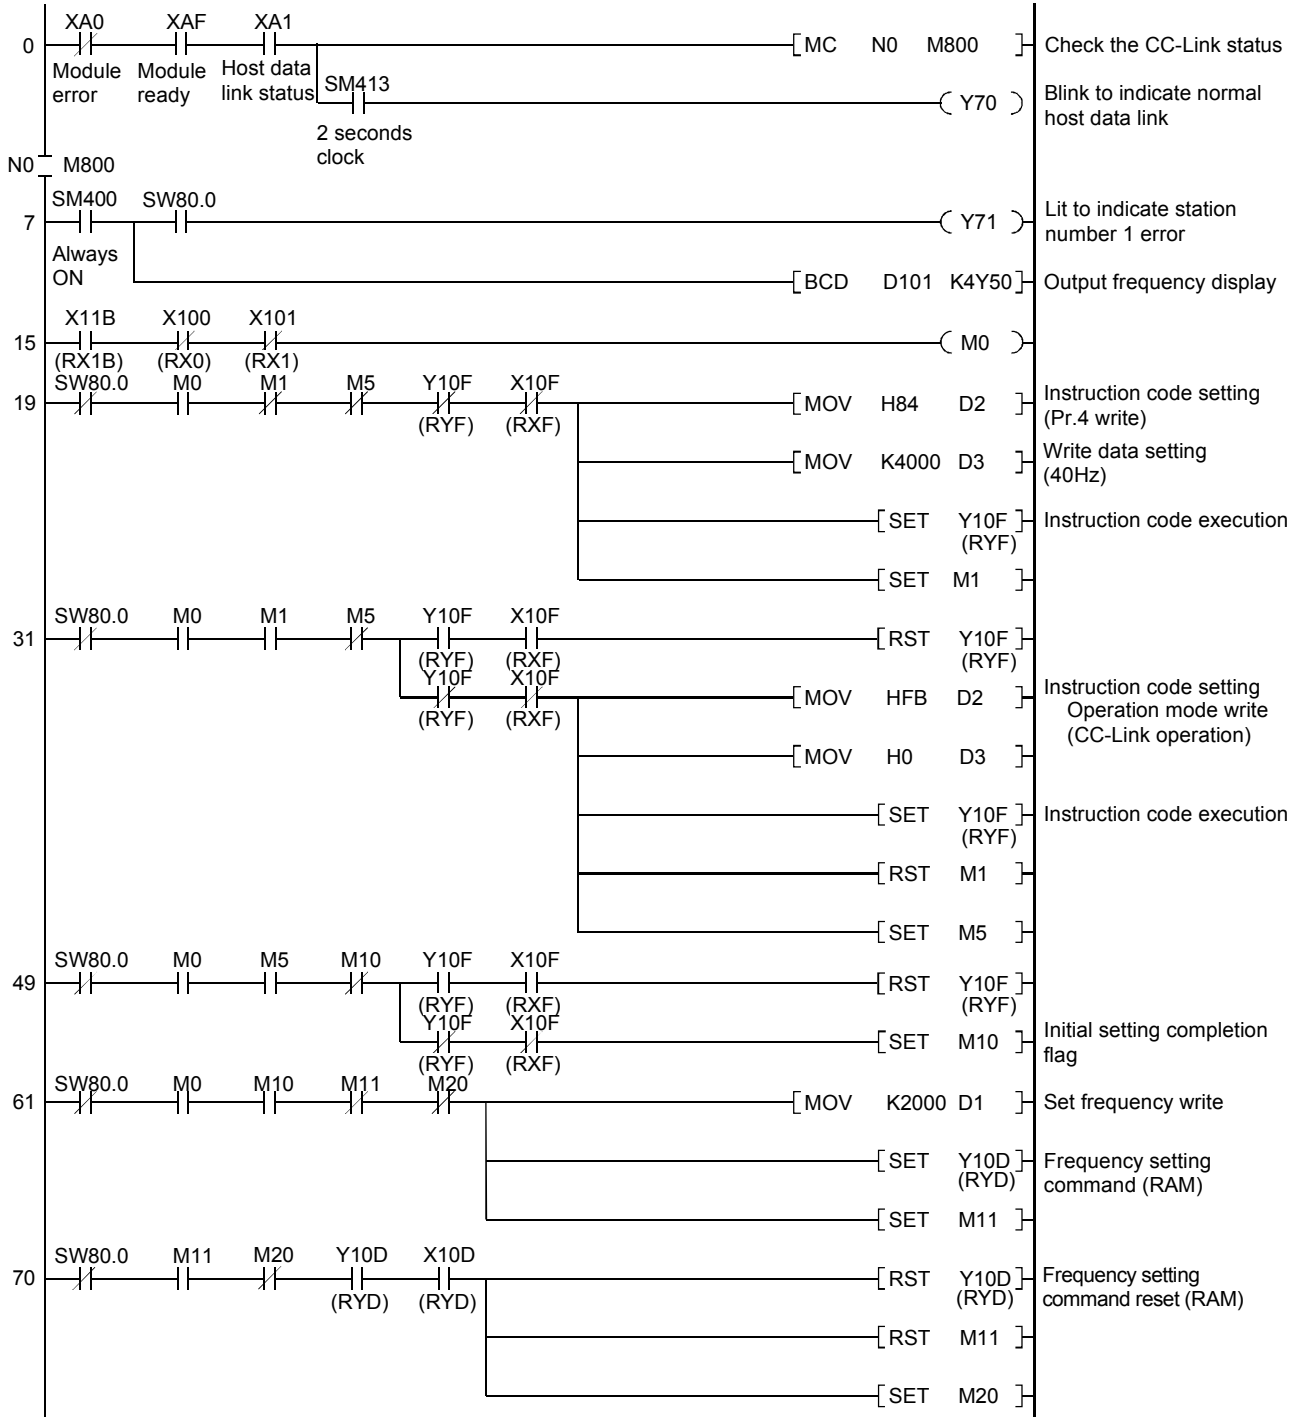 XA0 XAF XA1
0 MC N0 M800 Check the CC-Link status
Module error Module ready Host data link status
SM413
Y70 Blink to indicate normal host data link
2 seconds clock
N0 M800
SM400 SW80.0
7 Y71 Lit to indicate station number 1 error
Always ON
BCD D101 K4Y50 Output frequency display
X11B X100 X101
15 M0
(RX1B) (RX0) (RX1)
SW80.0 M0 M1 M5 Y10F X10F
19 MOV H84 D2 Instruction code setting (Pr.4 write)
(RYF) (RXF)
MOV K4000 D3 Write data setting (40Hz)
SET Y10F Instruction code execution
(RYF)
SET M1
SW80.0 M0 M1 M5 Y10F X10F
31 RST Y10F
(RYF) (RXF) (RYF)
Y10F X10F
MOV HFB D2 Instruction code setting
Operation mode write
(CC-Link operation)
(RYF) (RXF)
MOV H0 D3
SET Y10F Instruction code execution
(RYF)
RST M1
SET M5
SW80.0 M0 M5 M10 Y10F X10F
49 RST Y10F
(RYF) (RXF) (RYF)
Y10F X10F
SET M10 Initial setting completion flag
(RYF) (RXF)
SW80.0 M0 M10 M11 M20
61 MOV K2000 D1 Set frequency write
SET Y10D Frequency setting command (RAM)
(RYD)
SET M11
SW80.0 M11 M20 Y10D X10D
70 RST Y10D Frequency setting command reset (RAM)
(RYD) (RYD) (RYD)
RST M11
SET M20